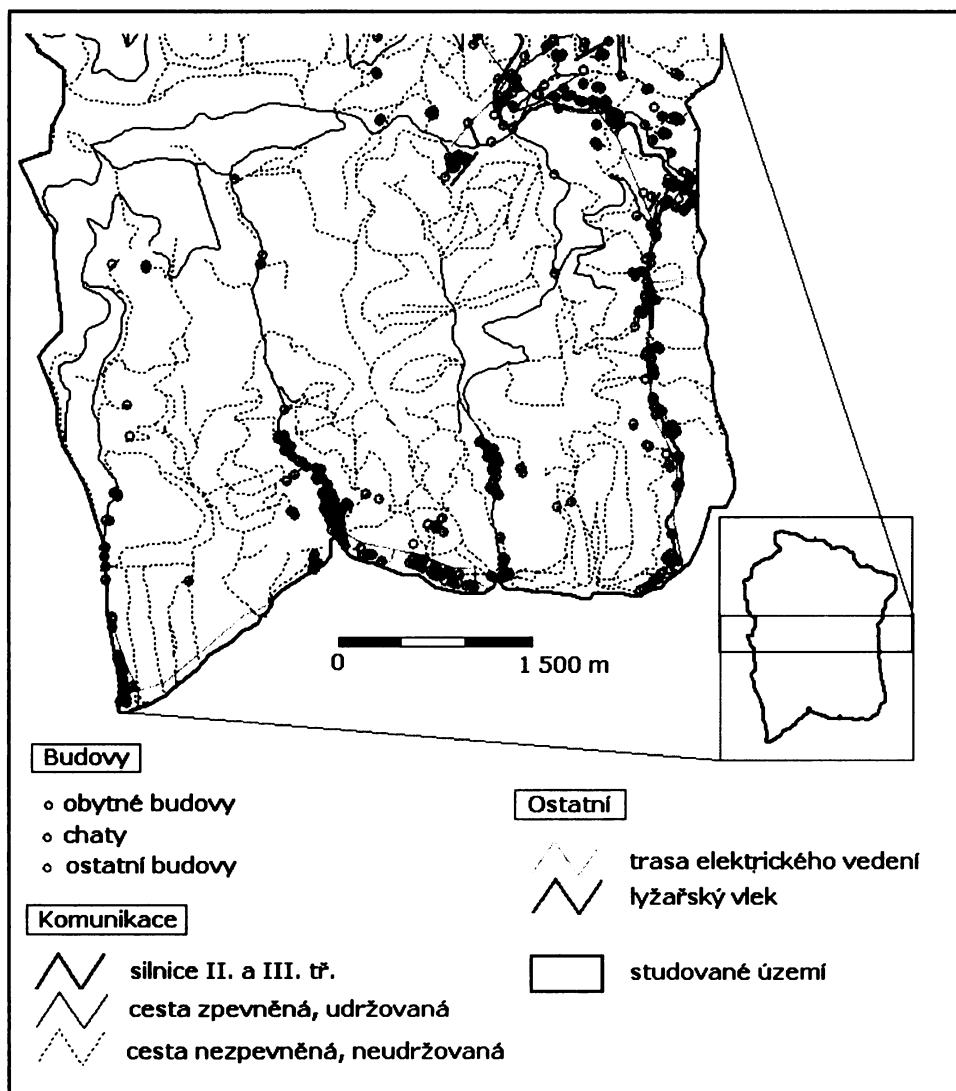 0
1 500 m
Budovy
obytné budovy
chaty
ostatní budovy
Komunikace
silnice II. a III. tř.
cesta zpevněná, udržovaná
cesta nezpevněná, neudržovaná
Ostatní
trasa elektrického vedení
lyžařský vlek
studované území